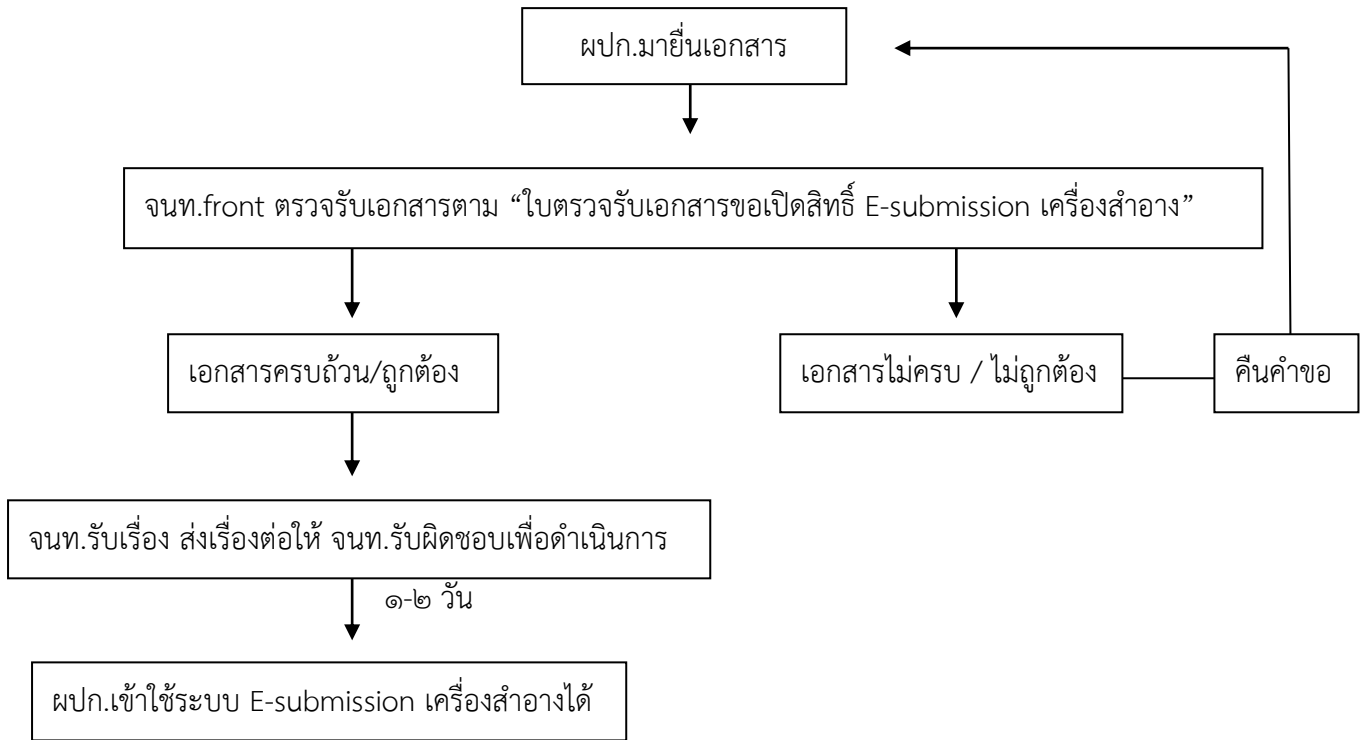 ผปก.มายื่นเอกสาร
จนท.front ตรวจรับเอกสารตาม “ใบตรวจรับเอกสารขอเปิดสิทธิ์ E-submission เครื่องสำอาง”
เอกสารครบถ้วน/ถูกต้อง
เอกสารไม่ครบ / ไม่ถูกต้อง
คืนคำขอ
จนท.รับเรื่อง ส่งเรื่องต่อให้ จนท.รับผิดชอบเพื่อดำเนินการ
๑-๒ วัน
ผปก.เข้าใช้ระบบ E-submission เครื่องสำอางได้